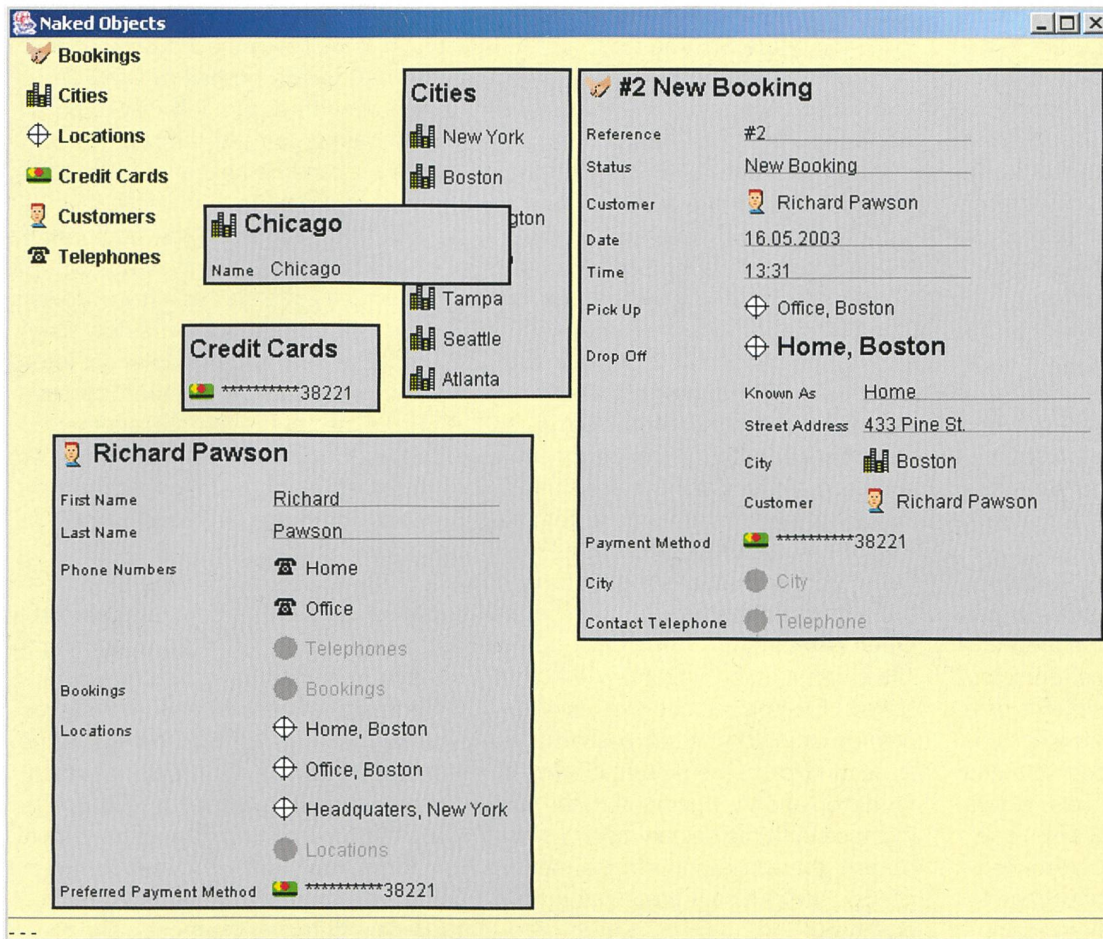 Naked Objects
Bookings
Cities
Locations
Credit Cards
Customers
Telephones
Cities
New York
Boston
Tampa
Seattle
Atlanta
Chicago
Name Chicago
Credit Cards
**********38221
Richard Pawson
First Name Richard
Last Name Pawson
Phone Numbers Home
Office
Telephones
Bookings Bookings
Locations Home, Boston
Office, Boston
Headquaters, New York
Locations
Preferred Payment Method **********38221
#2 New Booking
Reference #2
Status New Booking
Customer Richard Pawson
Date 16.05.2003
Time 13:31
Pick Up Office, Boston
Drop Off Home, Boston
Known As Home
Street Address 433 Pine St.
City Boston
Customer Richard Pawson
Payment Method **********38221
City City
Contact Telephone Telephone
---